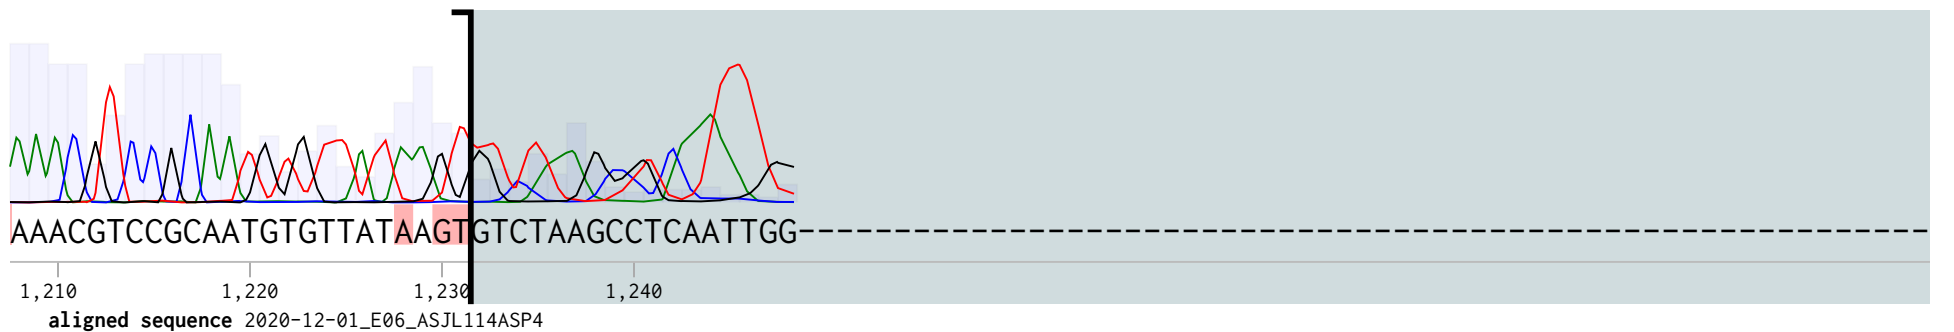 AAACGTCCGCAATGTGTTATAAGTGTCTAAGCCTCAATTGG-----------------------------------------------------------
1,210 1,220 1,230 1,240
aligned sequence 2020-12-01_E06_ASJL114ASP4